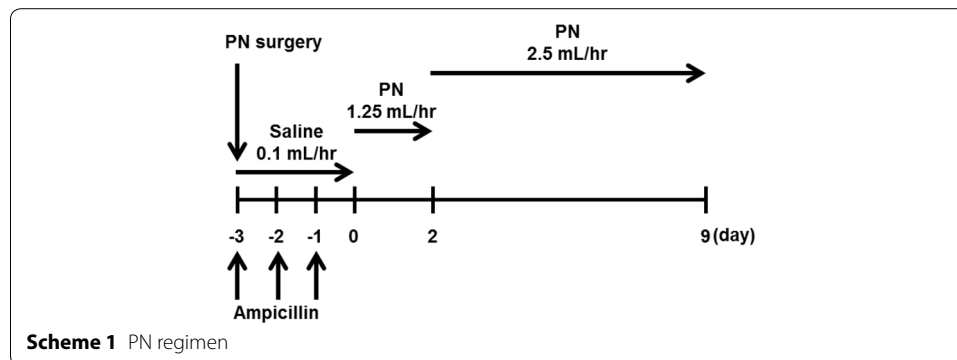 PN
2.5 mL/hr
PN surgery
PN
1.25 mL/hr
Saline
0.1 mL/hr
-3 -2 -1 0 2 9 (day)
Ampicillin
Scheme 1 PN regimen